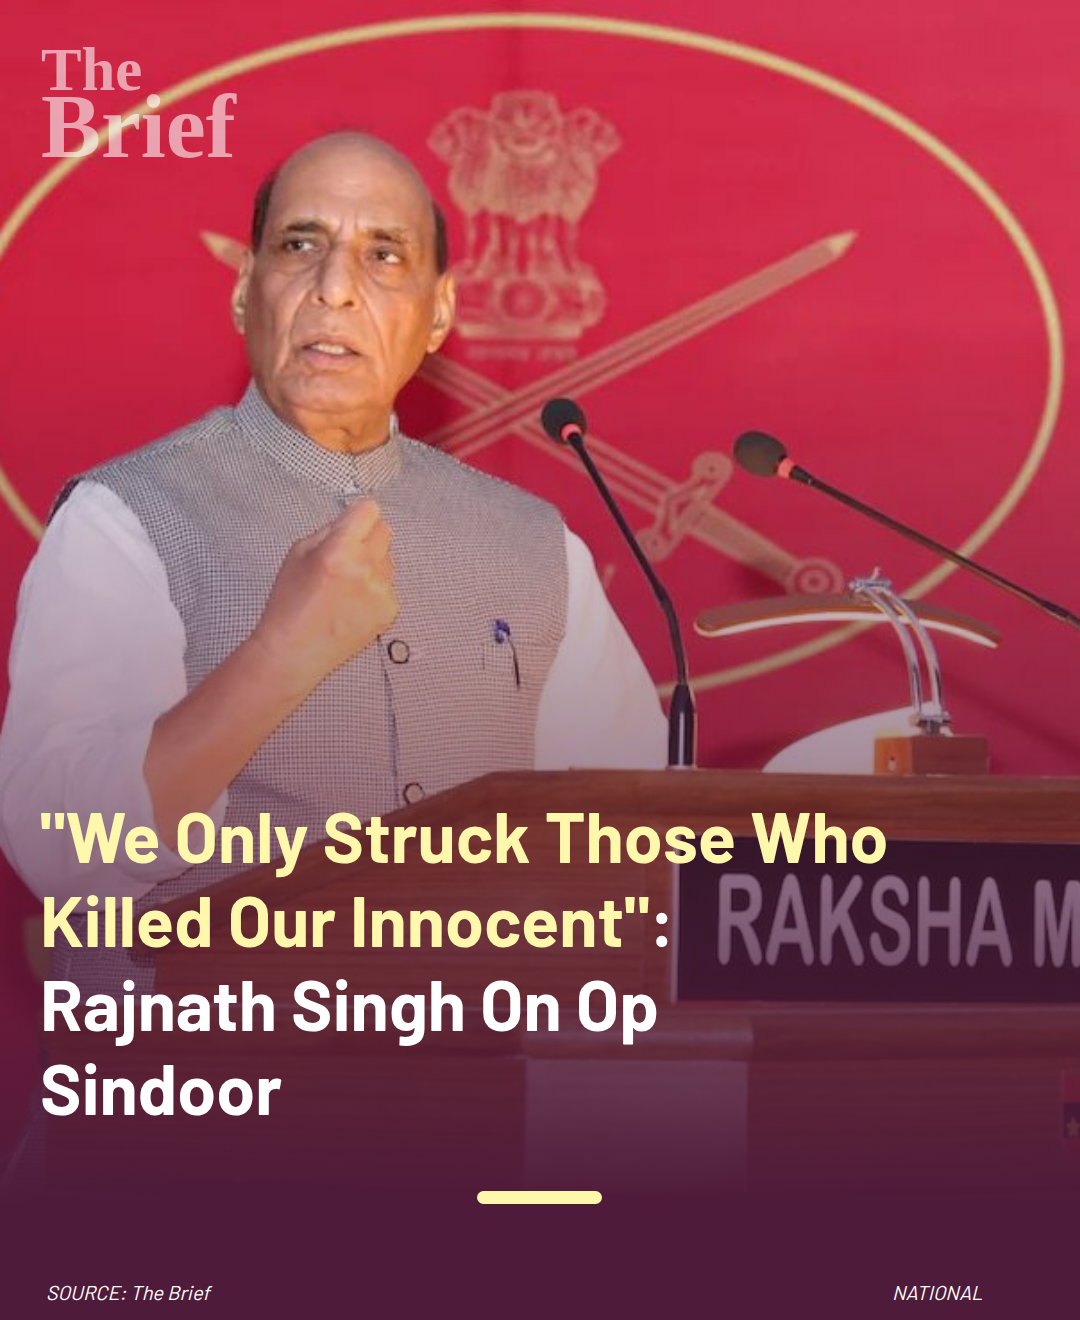 The
Brief
"We Only Struck Those Who
Killed Our Innocent":
RAKSHA M
Rajnath Singh On Op
Sindoor
SOURCE: The Brief
NATIONAL